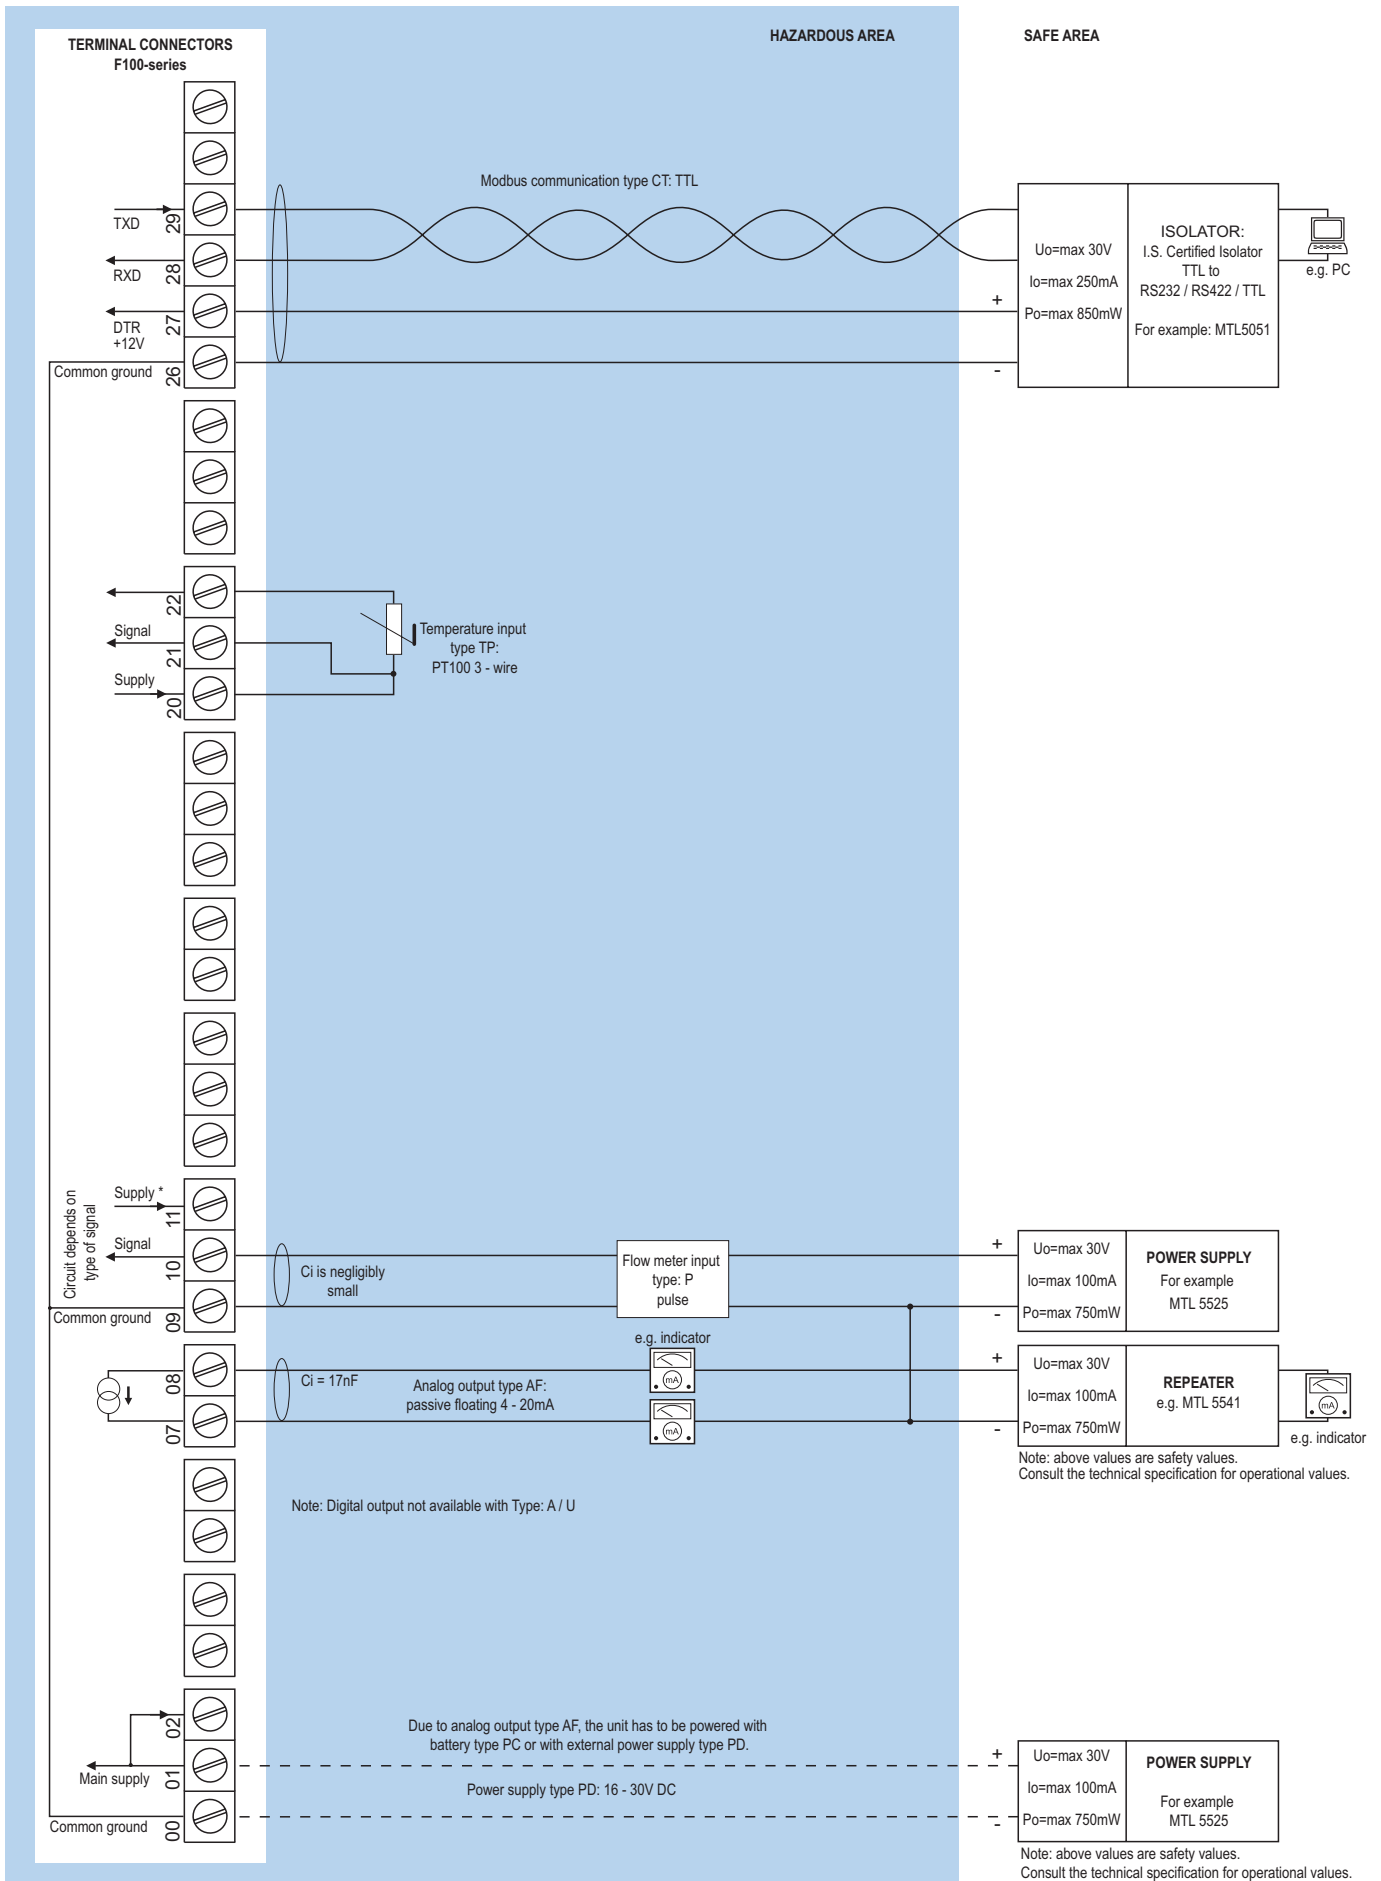 HAZARDOUS AREA
SAFE AREA
TERMINAL CONNECTORS
F100-series
Modbus communication type CT: TTL
TXD
29
RXD
28
DTR
+12V
27
Common ground
26
+
-
Uo=max 30V
Io=max 250mA
Po=max 850mW
ISOLATOR:
I.S. Certified Isolator
TTL to
RS232 / RS422 / TTL
For example: MTL5051
e.g. PC
22
Signal
21
Supply
20
Temperature input
type TP:
PT100 3 - wire
Circuit depends on
type of signal
Supply *
11
Signal
10
Common ground
09
Ci is negligibly
small
Flow meter input
type: P
pulse
+
-
Uo=max 30V
Io=max 100mA
Po=max 750mW
POWER SUPPLY
For example
MTL 5525
e.g. indicator
mA
08
07
Ci = 17nF
Analog output type AF:
passive floating 4 - 20mA
mA
+
-
Uo=max 30V
Io=max 100mA
Po=max 750mW
REPEATER
e.g. MTL 5541
mA
e.g. indicator
Note: above values are safety values.
Consult the technical specification for operational values.
Note: Digital output not available with Type: A / U
02
Main supply
01
Common ground
00
Due to analog output type AF, the unit has to be powered with
battery type PC or with external power supply type PD.
Power supply type PD: 16 - 30V DC
+
-
Uo=max 30V
Io=max 100mA
Po=max 750mW
POWER SUPPLY
For example
MTL 5525
Note: above values are safety values.
Consult the technical specification for operational values.